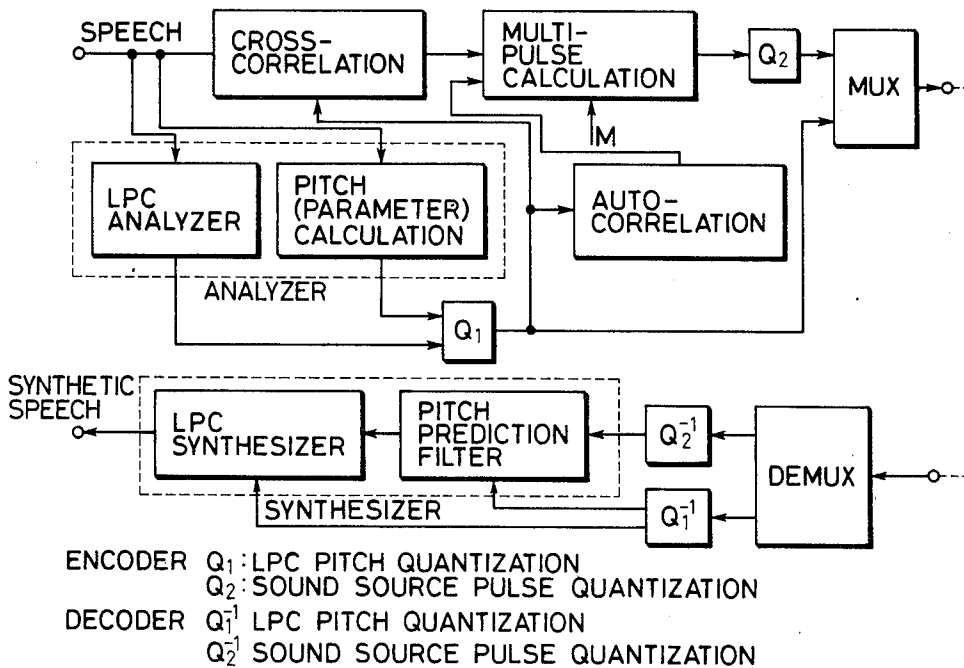 SPEECH
CROSS-
CORRELATION
MULTI-
PULSE
CALCULATION
Q₂
MUX
M
LPC
ANALYZER
PITCH
(PARAMETER)
CALCULATION
AUTO-
CORRELATION
ANALYZER
Q₁
SYNTHETIC
SPEECH
LPC
SYNTHESIZER
PITCH
PREDICTION
FILTER
Q₂⁻¹
DEMUX
Q₁⁻¹
SYNTHESIZER
ENCODER Q₁: LPC PITCH QUANTIZATION
Q₂: SOUND SOURCE PULSE QUANTIZATION
DECODER Q₁⁻¹ LPC PITCH QUANTIZATION
Q₂⁻¹ SOUND SOURCE PULSE QUANTIZATION